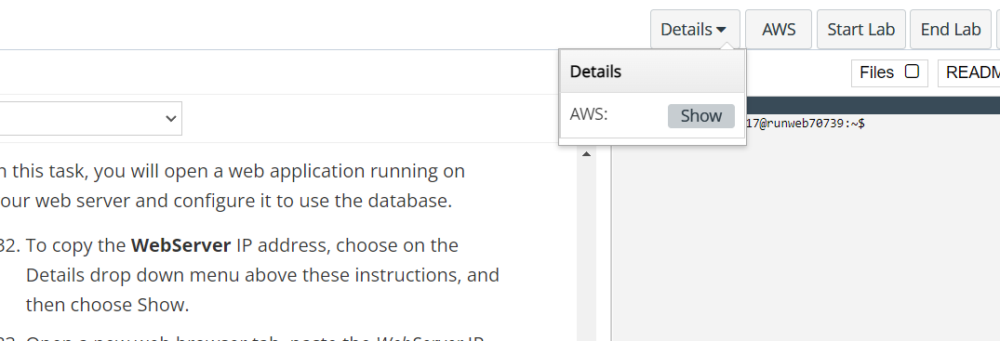 Details AWS Start Lab End Lab
Details
Files
AWS: Show
17@runweb70739:~$
n this task, you will open a web application running on
our web server and configure it to use the database.
32. To copy the WebServer IP address, choose on the
Details drop down menu above these instructions, and
then choose Show.